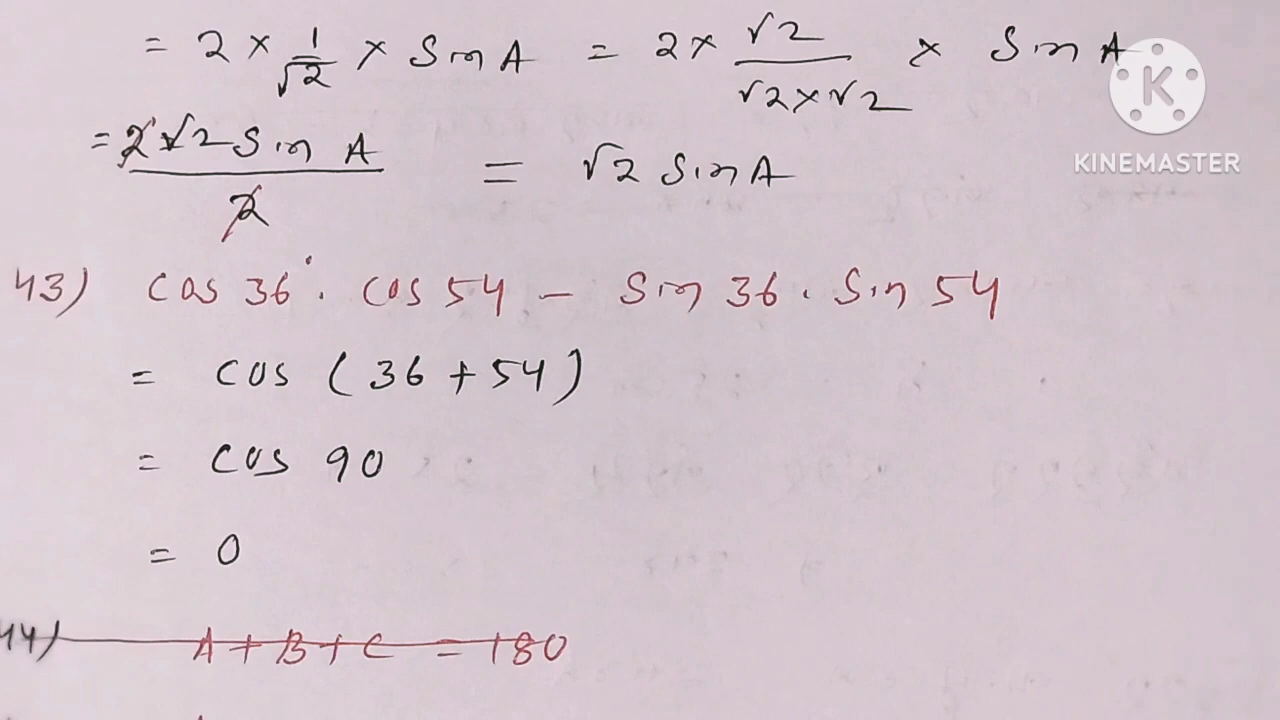 = 2 × 1/√2 × Sin A = 2 × √2/√2×√2 × Sin A
K
KINEMASTER
= 2√2 Sin A/2 = √2 Sin A
43) Cos 36°. Cos 54 - Sin 36. Sin 54
= cos (36 + 54)
= cos 90
= 0
44) A + B + C = 180